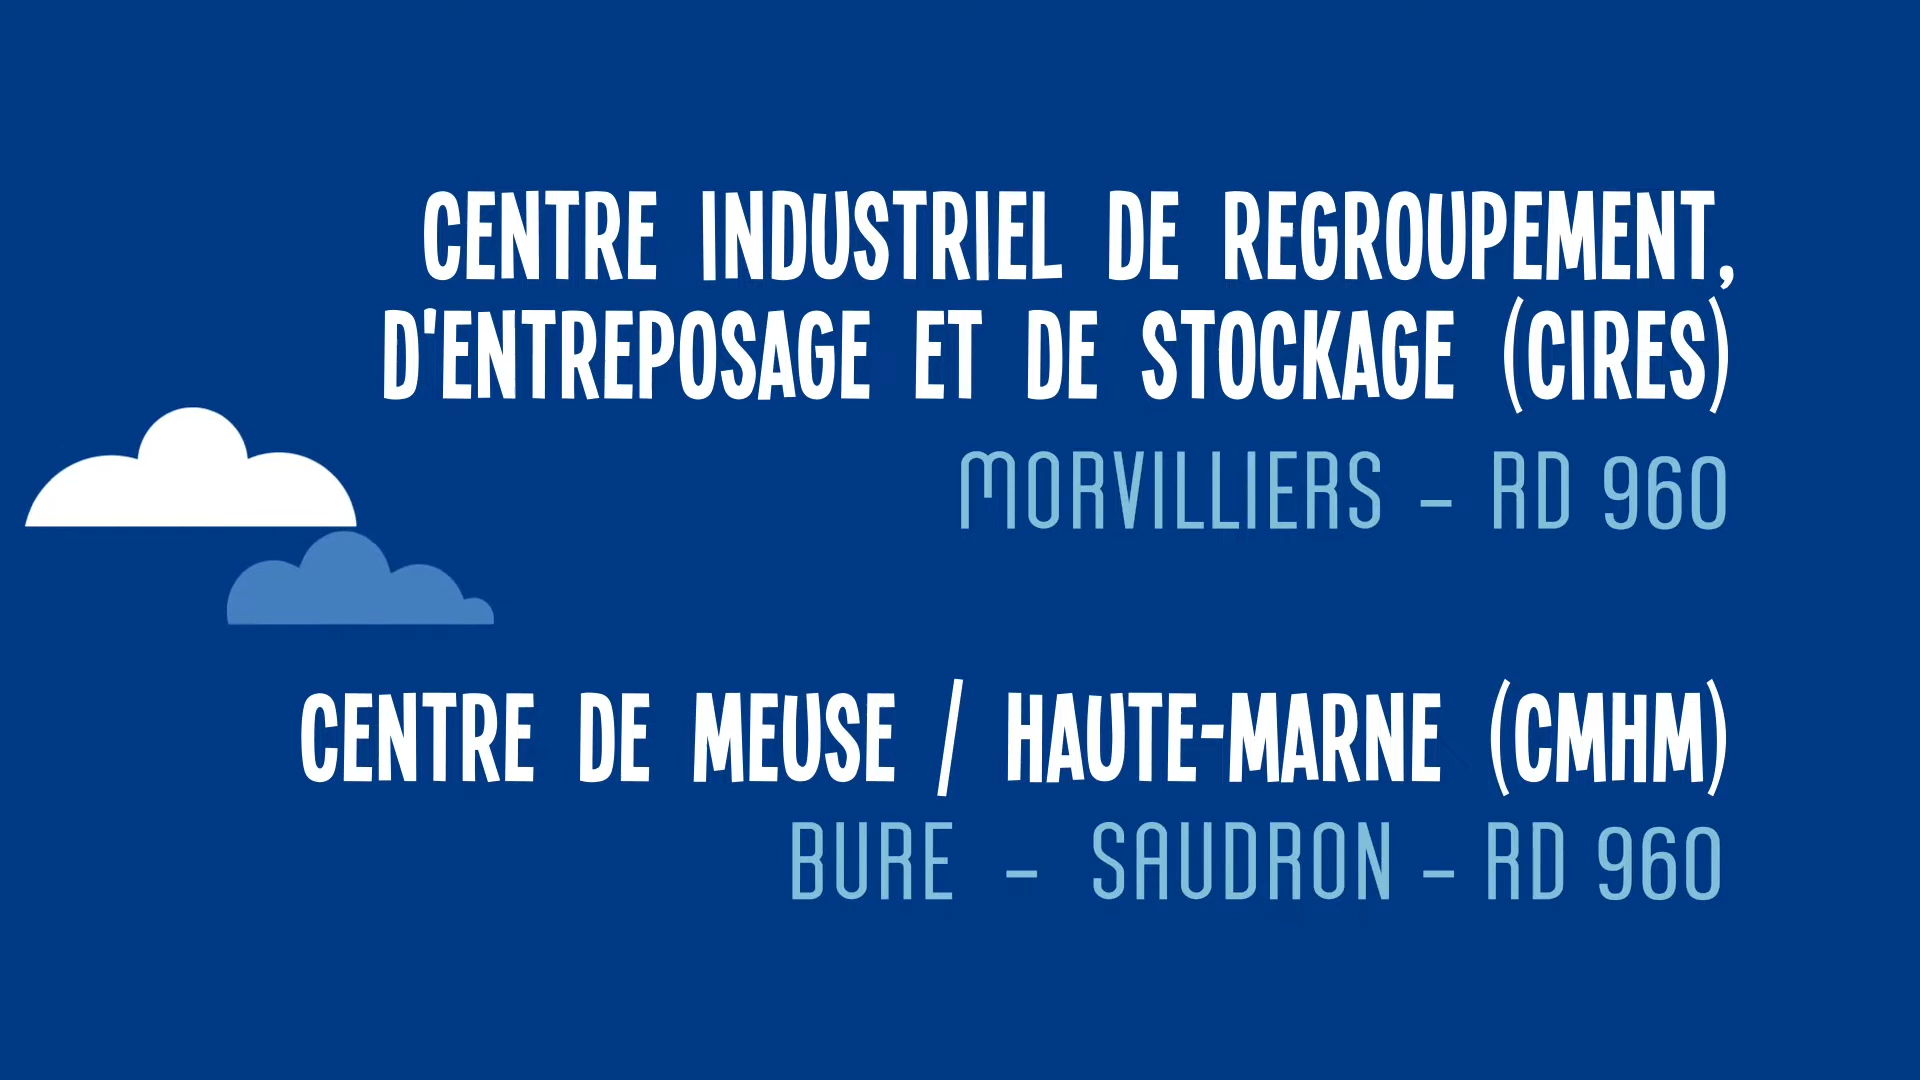 CENTRE INDUSTRIEL DE REGROUPEMENT,
D'ENTREPOSAGE ET DE STOCKAGE (CIRES)
MORVILLIERS – RD 960
CENTRE DE MEUSE / HAUTE-MARNE (CMHM)
BURE – SAUDRON – RD 960